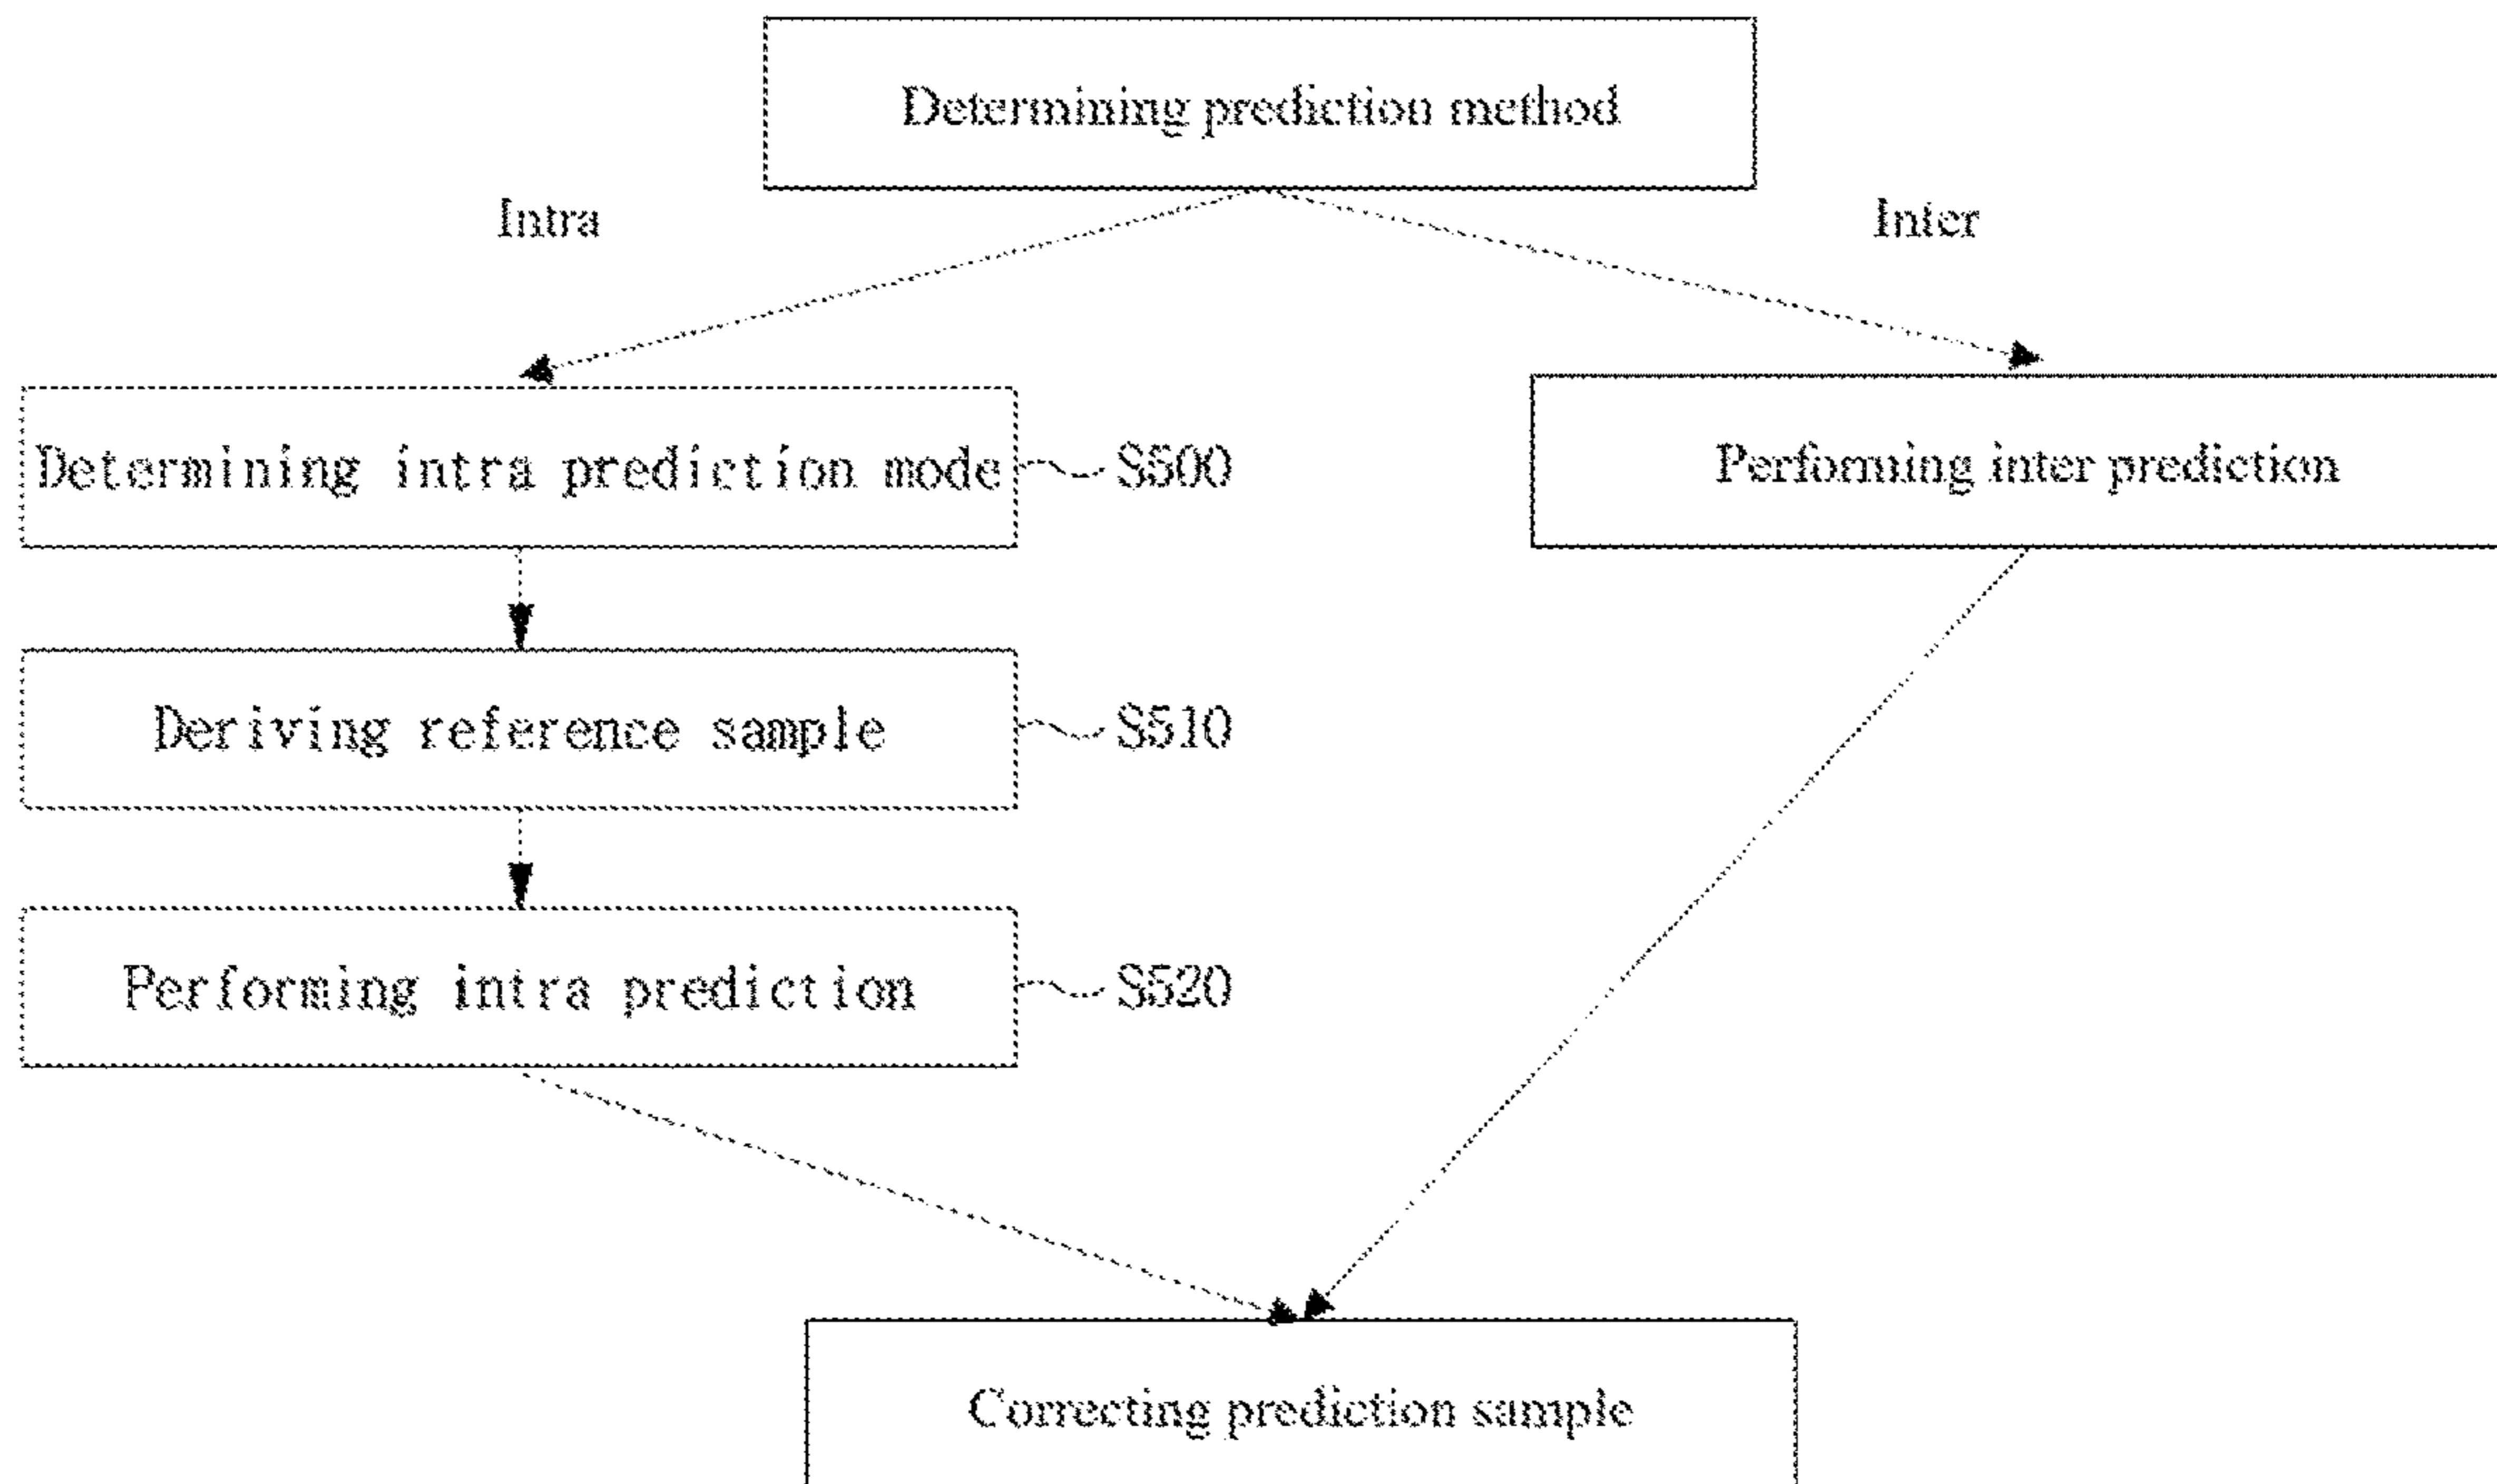 Determining prediction method
Intra
Inter
Determining intra prediction mode
S500
Performing inter prediction
Deriving reference sample
S510
Performing intra prediction
S520
Correcting prediction sample